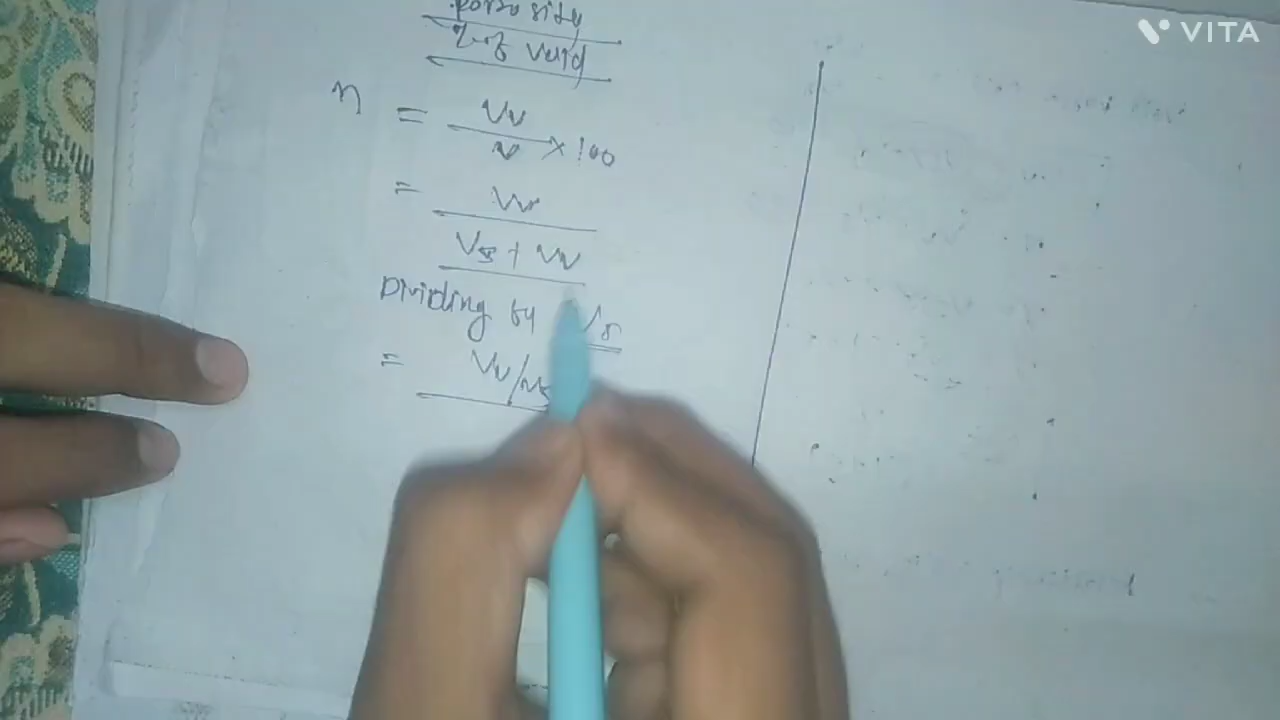 VITA
porosity
% of void
n = Vv / V × 100
= Vv / Vs + Vv
Dividing by Vs
= Vv/Vs